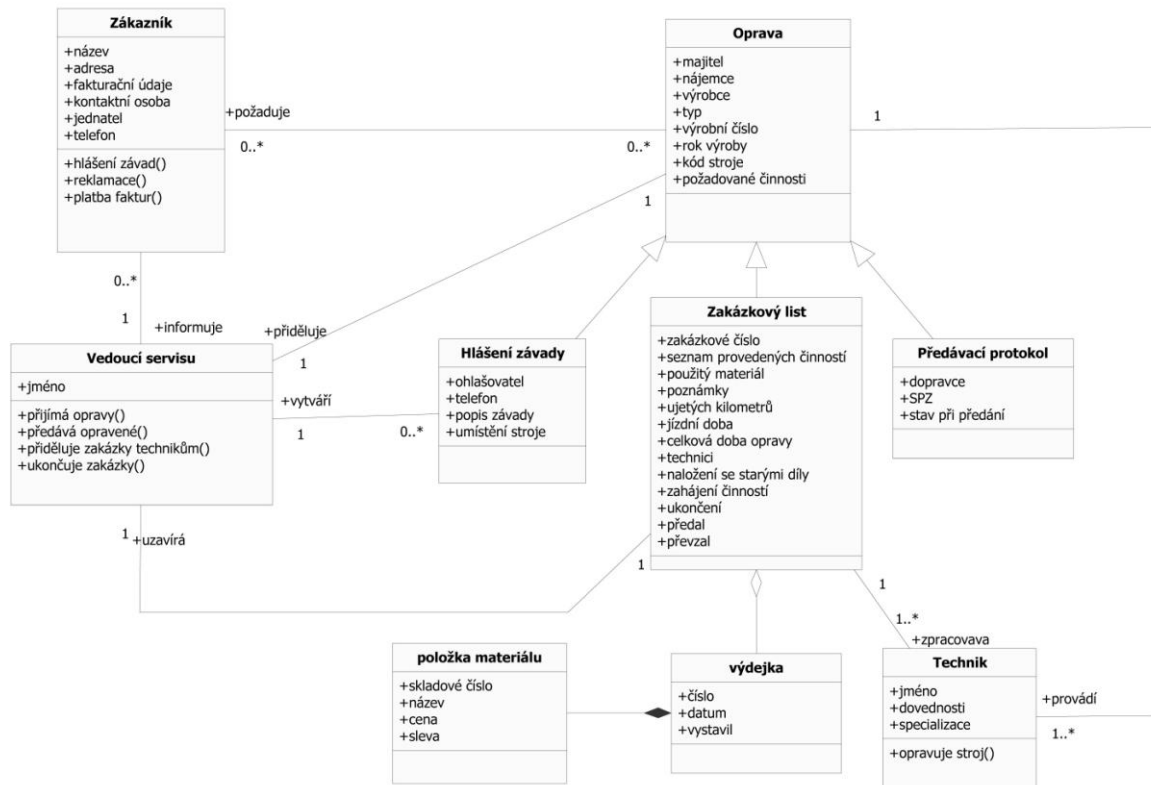 Zákazník
+název
+adresa
+fakturační údaje
+kontaktní osoba
+jednatel
+telefon
+hlášení závad()
+reklamace()
+platba faktur()
+požaduje
0..*
0..*
Oprava
+majitel
+nájemce
+výrobce
+typ
+výrobní číslo
+rok výroby
+kód stroje
+požadované činnosti
1
1
0..*
1
+informuje
+přiděluje
1
Vedoucí servisu
+jméno
+přijímá opravy()
+předává opravené()
+přiděluje zakázky technikům()
+ukončuje zakázky()
+vytváří
1
0..*
Hlášení závady
+ohlašovatel
+telefon
+popis závady
+umístění stroje
Zakázkový list
+zakázkové číslo
+seznam provedených činností
+použitý materiál
+poznámky
+ujetých kilometrů
+jízdní doba
+celková doba opravy
+technici
+naložení se starými díly
+zahájení činností
+ukončení
+předal
+převzal
Předávací protokol
+dopravce
+SPZ
+stav při předání
1
+uzavírá
1
1
1..*
+zpracovava
položka materiálu
+skladové číslo
+název
+cena
+sleva
výdejka
+číslo
+datum
+vystavil
Technik
+jméno
+dovednosti
+specializace
+opravuje stroj()
+provádí
1..*